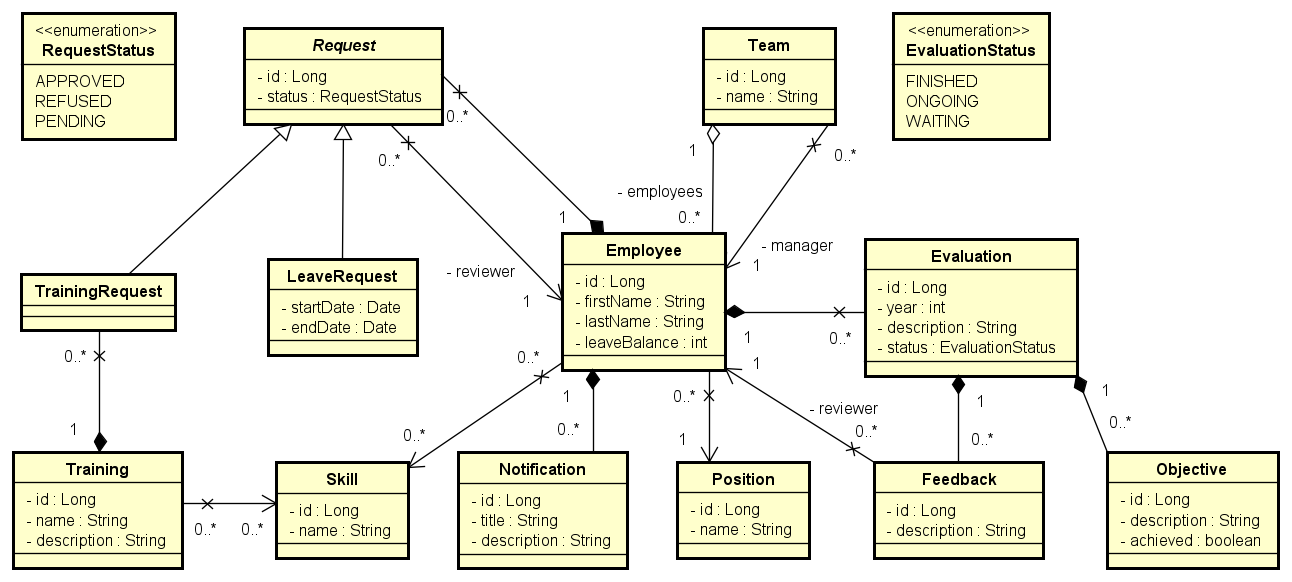 <<enumeration>>
RequestStatus
APPROVED
REFUSED
PENDING
Request
- id : Long
- status : RequestStatus
Team
- id : Long
- name : String
<<enumeration>>
EvaluationStatus
FINISHED
ONGOING
WAITING
0..*
0..*
1
0..*
- employees
0..*
1
- manager
1
- reviewer
1
TrainingRequest
LeaveRequest
- startDate : Date
- endDate : Date
Employee
- id : Long
- firstName : String
- lastName : String
- leaveBalance : int
Evaluation
- id : Long
- year : int
- description : String
- status : EvaluationStatus
1
0..*
0..*
1
0..*
0..*
1
0..*
0..*
1
1
- reviewer
0..*
1
0..*
1
0..*
Training
- id : Long
- name : String
- description : String
0..*
0..*
Skill
- id : Long
- name : String
Notification
- id : Long
- title : String
- description : String
Position
- id : Long
- name : String
Feedback
- id : Long
- description : String
Objective
- id : Long
- description : String
- achieved : boolean